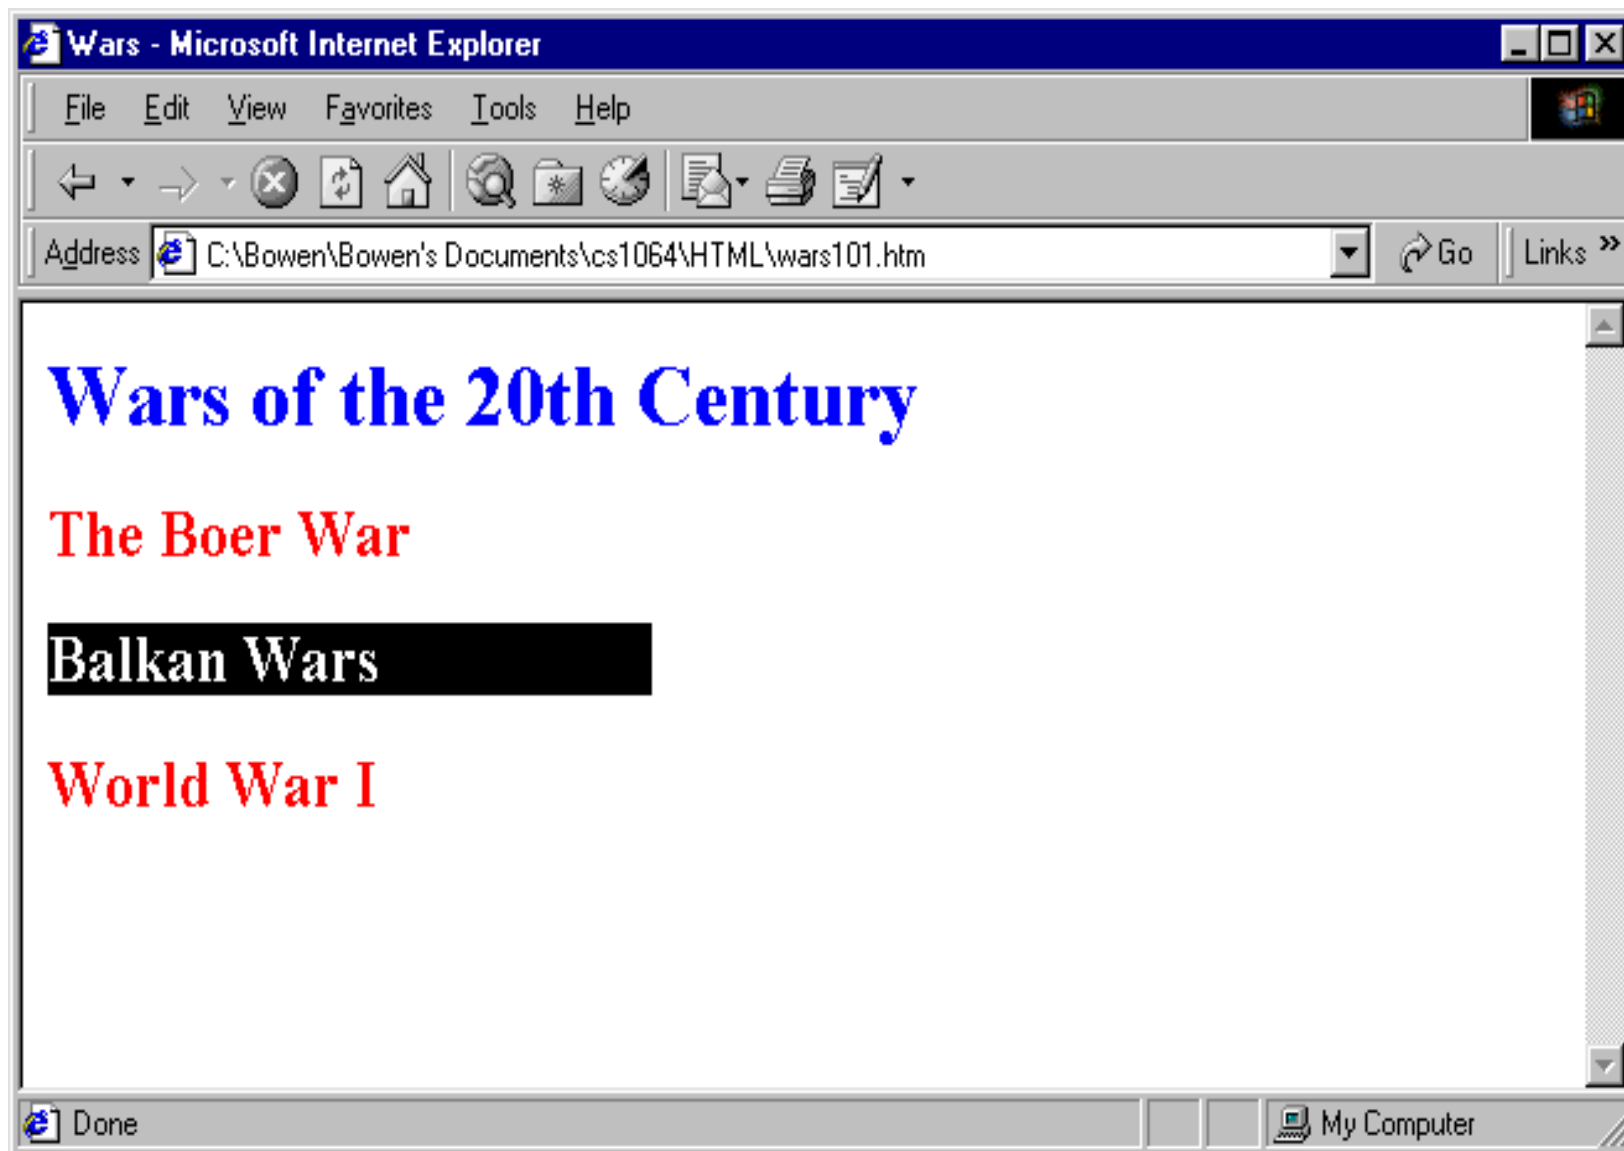 Wars - Microsoft Internet Explorer
File Edit View Favorites Tools Help
Address C:\Bowen\Bowen's Documents\cs1064\HTML\wars101.htm Go Links »
Wars of the 20th Century
The Boer War
Balkan Wars
World War I
Done My Computer